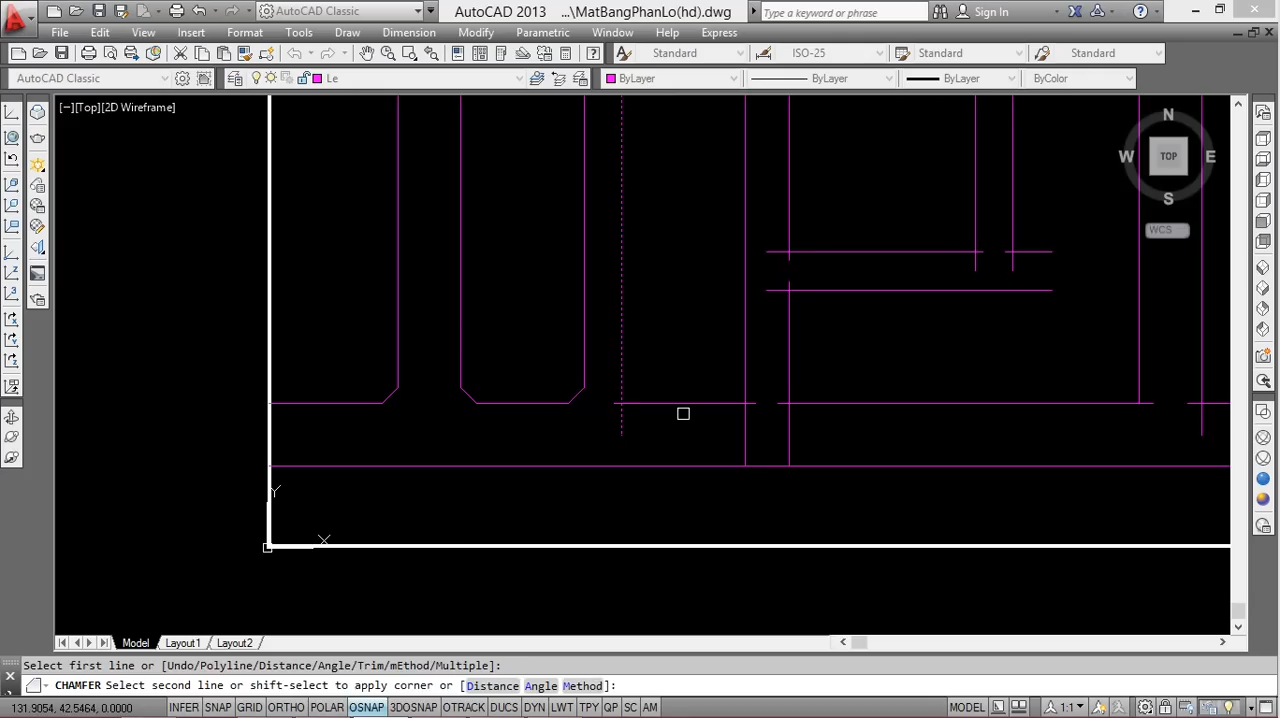 AutoCAD Classic
AutoCAD 2013 ...\MatBangPhanLo(hd).dwg
Type a keyword or phrase
Sign In
File Edit View Insert Format Tools Draw Dimension Modify Parametric Window Help Express
Standard ISO-25 Standard Standard
AutoCAD Classic Le ByLayer ByLayer ByLayer ByColor
[−][Top][2D Wireframe]
N
W TOP E
S
WCS
Y
X
Model Layout1 Layout2
Select first line or [Undo/Polyline/Distance/Angle/Trim/mEthod/Multiple]:
CHAMFER Select second line or shift-select to apply corner or [Distance Angle Method]:
131.9054, 42.5464, 0.0000 INFER SNAP GRID ORTHO POLAR OSNAP 3DOSNAP OTRACK DUCS DYN LWT TPY QP SC AM MODEL 1:1